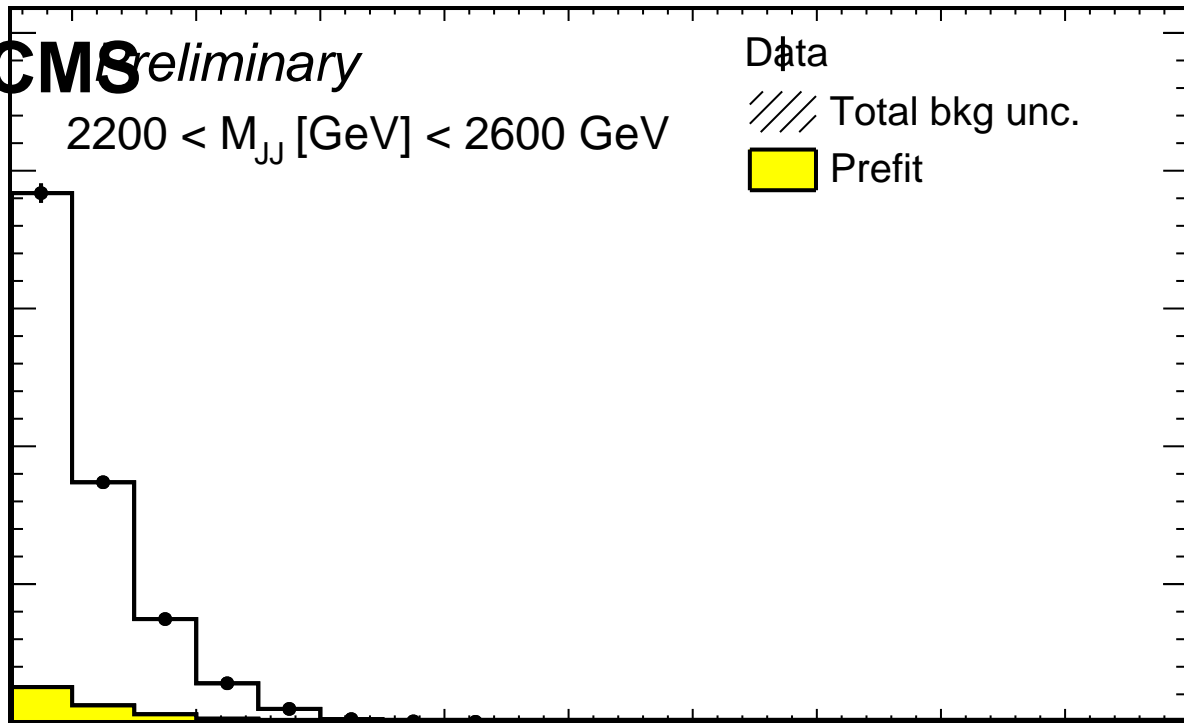 CMS Preliminary
2200 < M_JJ [GeV] < 2600 GeV
Data
Total bkg unc.
Prefit